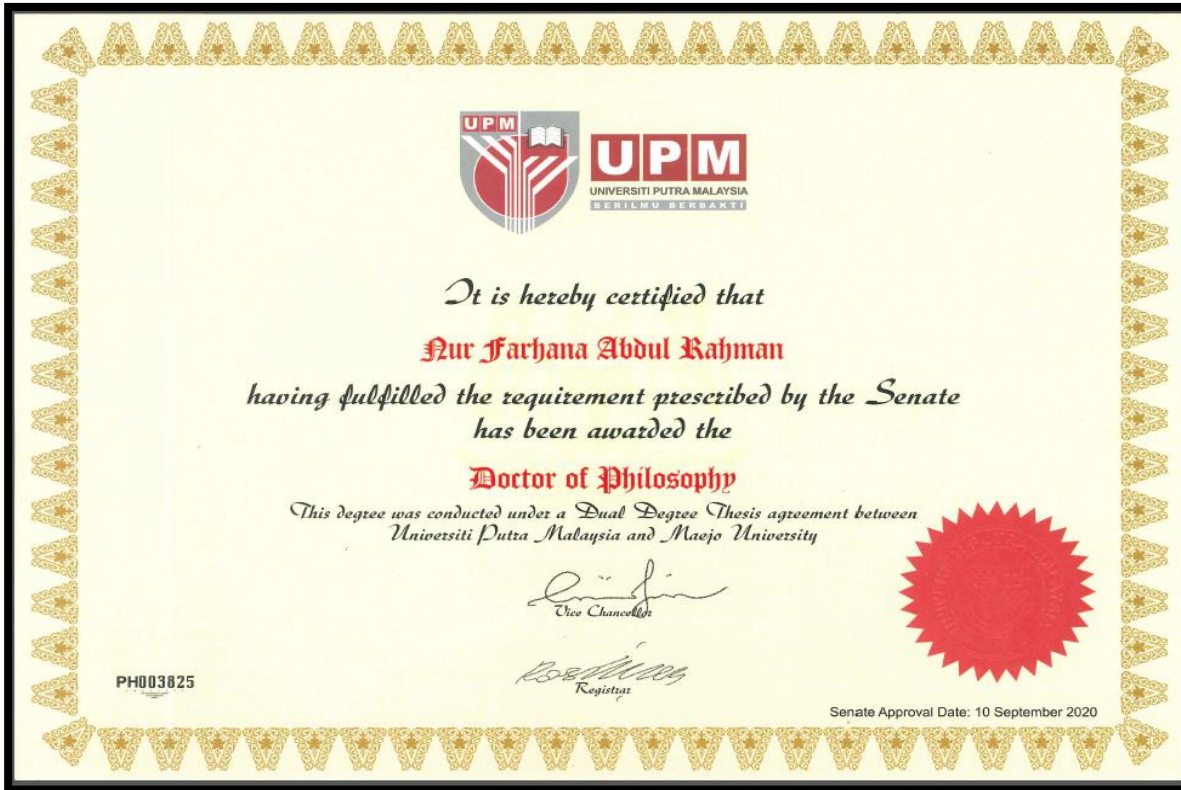 UPM
UPM
UNIVERSITI PUTRA MALAYSIA
BERILMU BERBAKTI
It is hereby certified that
Nur Farhana Abdul Rahman
having fulfilled the requirement prescribed by the Senate
has been awarded the
Doctor of Philosophy
This degree was conducted under a Dual Degree Thesis agreement between
Universiti Putra Malaysia and Maejo University
Vice Chancellor
Registrar
PH003825
Senate Approval Date: 10 September 2020